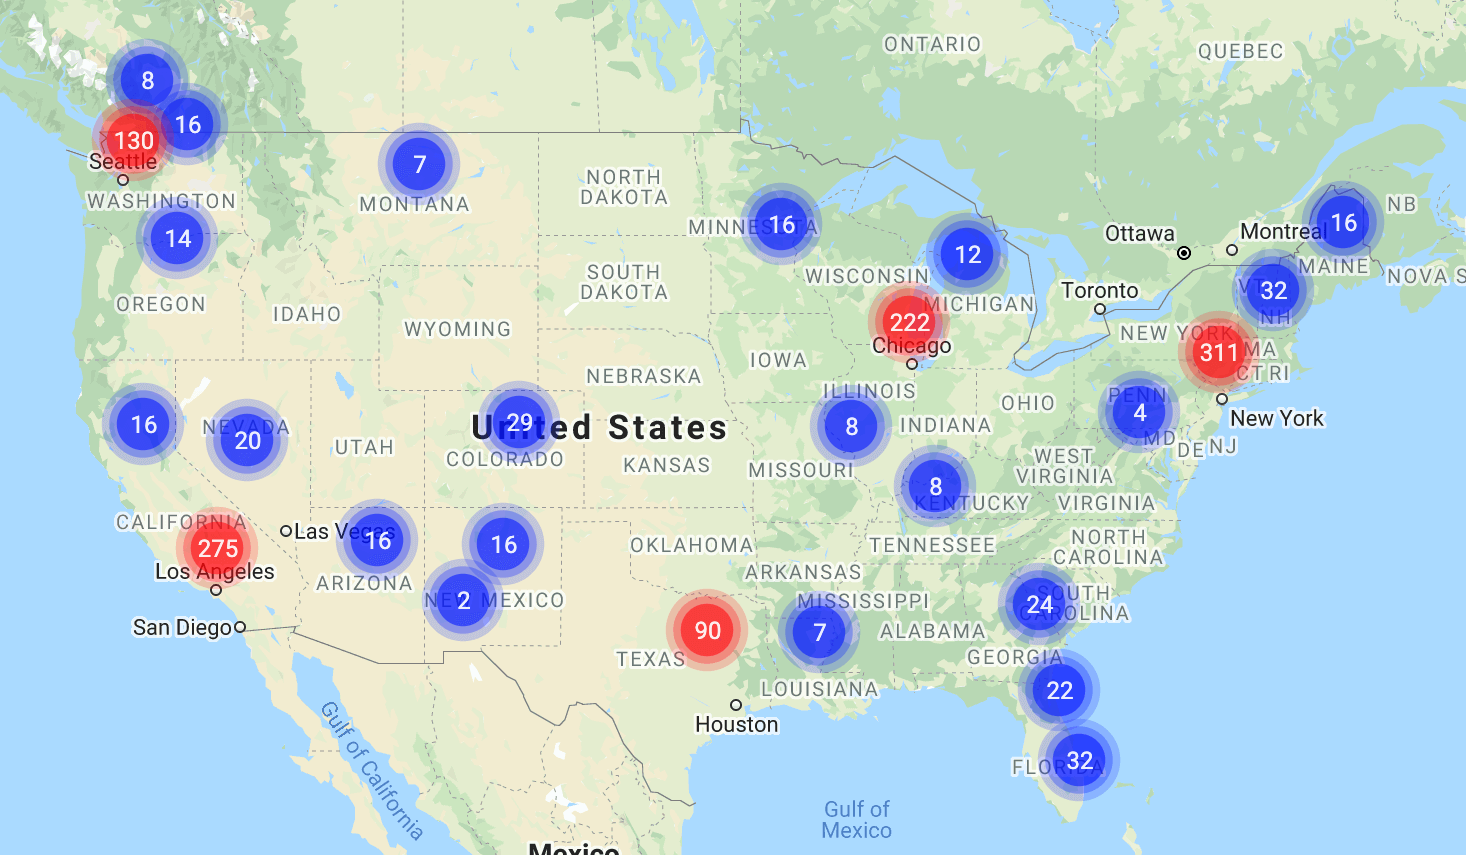 ONTARIO
QUEBEC
8
16
130
Seattle
WASHINGTON
7
MONTANA
NORTH
DAKOTA
14
OREGON
IDAHO
WYOMING
SOUTH
DAKOTA
MINNESOTA
16
WISCONSIN
12
MICHIGAN
222
Chicago
Ottawa
Montreal
16
NB
MAINE
NOVA S
Toronto
VT
32
NH
NEW YORK
311
MA
CT RI
New York
IOWA
NEBRASKA
ILLINOIS
8
INDIANA
OHIO
PENN
4
MD
DE
NJ
16
NEVADA
20
UTAH
29
United States
COLORADO
KANSAS
MISSOURI
WEST
VIRGINIA
VIRGINIA
8
KENTUCKY
CALIFORNIA
275
Los Angeles
Las Vegas
16
ARIZONA
16
2
NEW MEXICO
San Diego
OKLAHOMA
TENNESSEE
NORTH
CAROLINA
ARKANSAS
MISSISSIPPI
24
SOUTH
CAROLINA
90
TEXAS
7
ALABAMA
GEORGIA
LOUISIANA
22
Houston
32
FLORIDA
Gulf of California
Gulf of
Mexico
Mexico